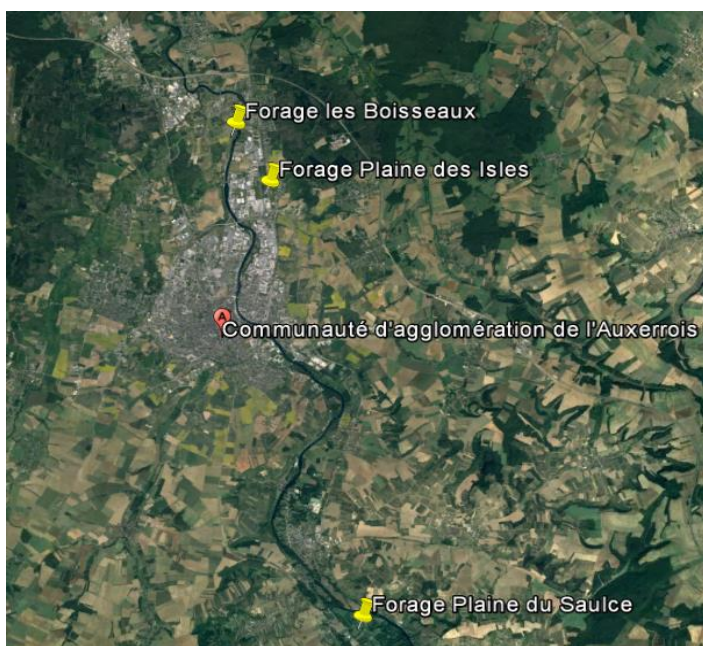 Forage les Boisseaux
Forage Plaine des Isles
A
Communauté d'agglomération de l'Auxerrois
Forage Plaine du Saulce